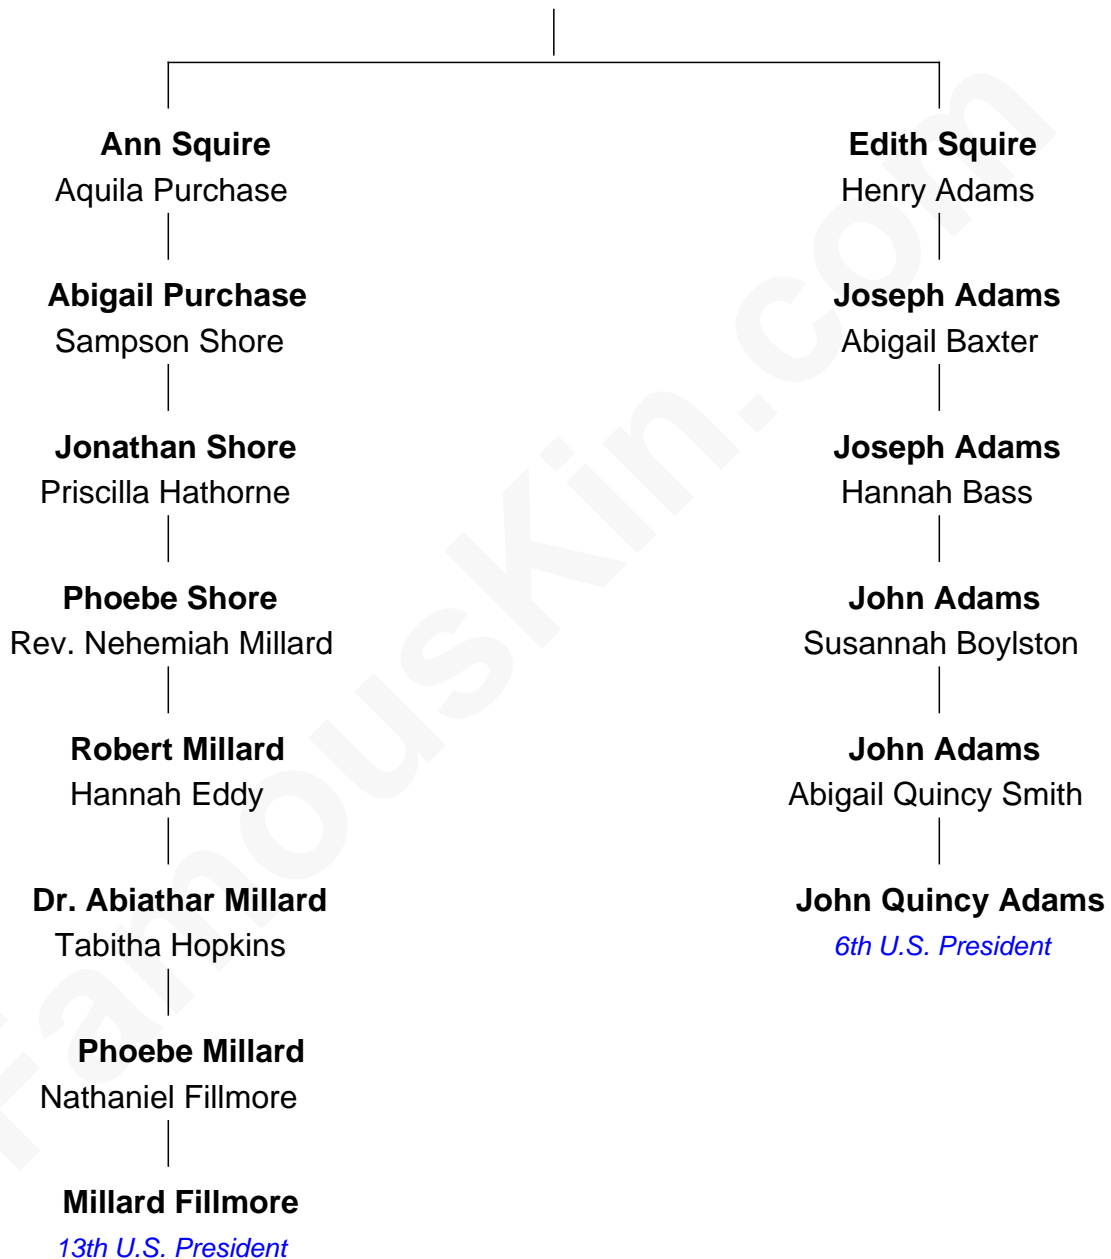 Ann Squire
Aquila Purchase
Abigail Purchase
Sampson Shore
Jonathan Shore
Priscilla Hathorne
Phoebe Shore
Rev. Nehemiah Millard
Robert Millard
Hannah Eddy
Dr. Abiathar Millard
Tabitha Hopkins
Phoebe Millard
Nathaniel Fillmore
Millard Fillmore
13th U.S. President
Edith Squire
Henry Adams
Joseph Adams
Abigail Baxter
Joseph Adams
Hannah Bass
John Adams
Susannah Boylston
John Adams
Abigail Quincy Smith
John Quincy Adams
6th U.S. President
FamousKin.com